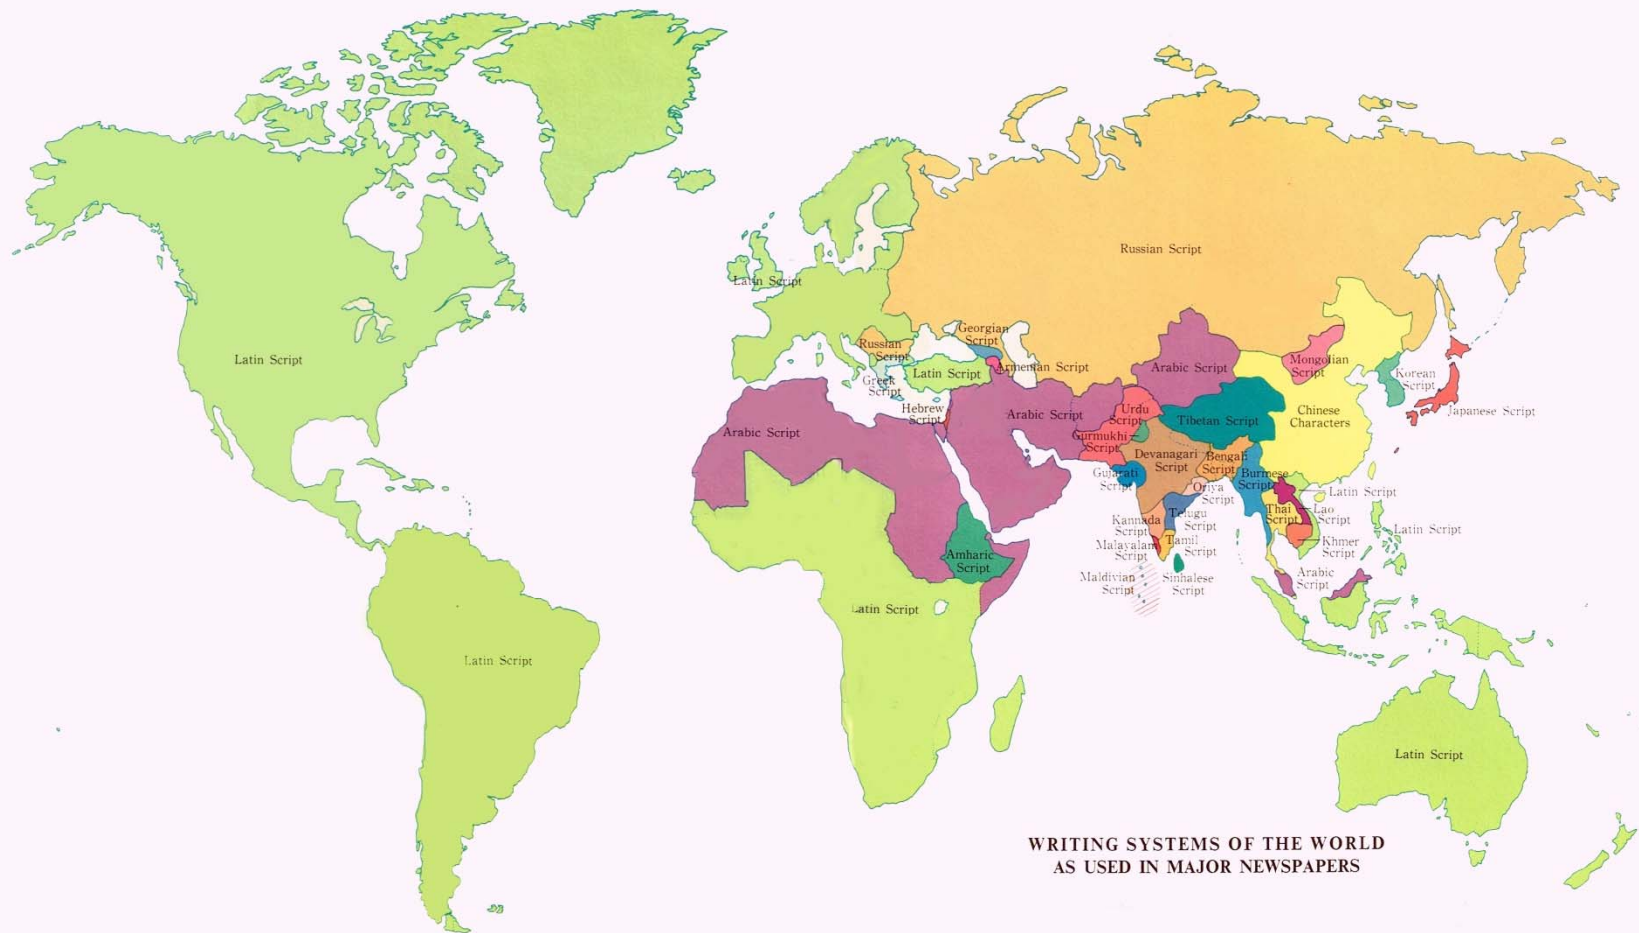 Latin Script
Latin Script
Latin Script
Russian Script
Russian
Script
Georgian
Script
Armenian Script
Latin Script
Greek
Script
Hebrew
Script
Arabic Script
Arabic Script
Arabic Script
Mongolian
Script
Korean
Script
Japanese Script
Chinese
Characters
Tibetan Script
Urdu
Script
Gurmukhi
Script
Devanagari
Script
Bengali
Script
Gujarati
Script
Oriya
Script
Burmese
Script
Latin Script
Thai
Script
Lao
Script
Khmer
Script
Latin Script
Telugu
Script
Kannada
Script
Malayalam
Script
Tamil
Script
Maldivian
Script
Sinhalese
Script
Arabic
Script
Amharic
Script
Latin Script
Latin Script
WRITING SYSTEMS OF THE WORLD
AS USED IN MAJOR NEWSPAPERS